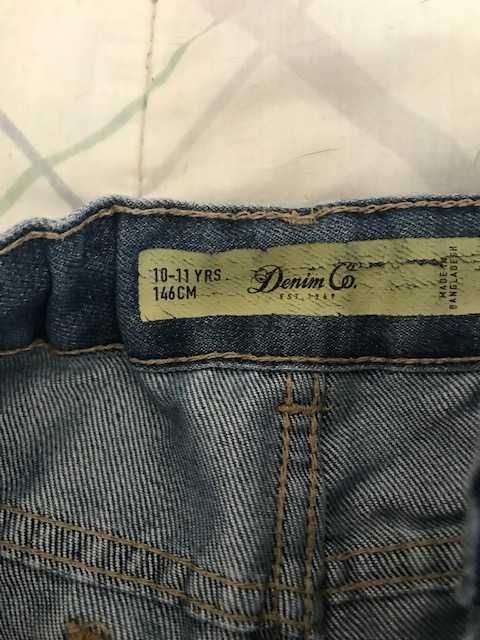 10-11 YRS
146CM
Denim Co.
EST. 1969
MADE IN
BANGLADESH